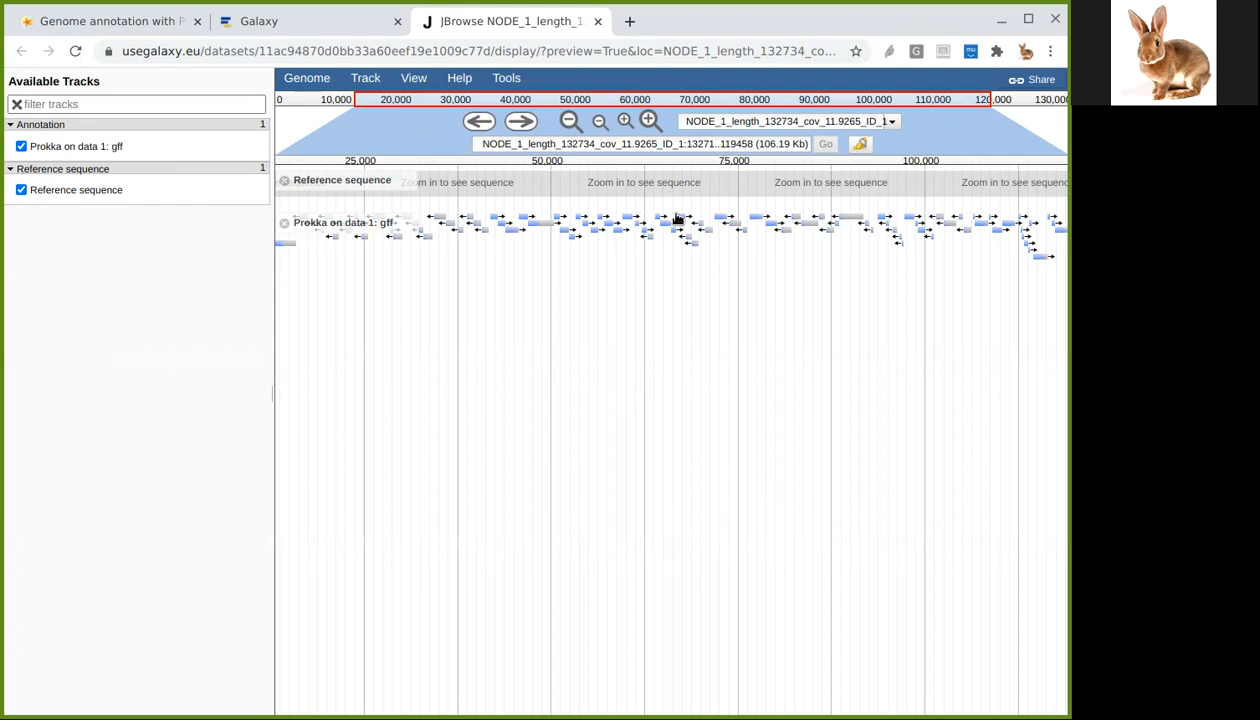 Genome annotation with P
Galaxy
JBrowse NODE_1_length_1
usegalaxy.eu/datasets/11ac94870d0bb33a60eef19e1009c77d/display/?preview=True&loc=NODE_1_length_132734_co...
Available Tracks
filter tracks
Annotation 1
Prokka on data 1: gff
Reference sequence 1
Reference sequence
Genome Track View Help Tools Share
0 10,000 20,000 30,000 40,000 50,000 60,000 70,000 80,000 90,000 100,000 110,000 120,000 130,000
NODE_1_length_132734_cov_11.9265_ID_1
NODE_1_length_132734_cov_11.9265_ID_1:13271..119458 (106.19 Kb) Go
25,000 50,000 75,000 100,000
Reference sequence
Zoom in to see sequence Zoom in to see sequence Zoom in to see sequence Zoom in to see sequenc
Prokka on data 1: gff